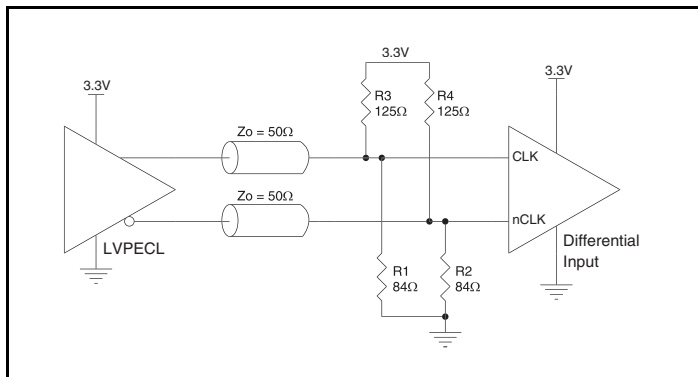 3.3V
3.3V
3.3V
R3
125Ω
R4
125Ω
Zo = 50Ω
CLK
Zo = 50Ω
nCLK
LVPECL
Differential
Input
R1
84Ω
R2
84Ω